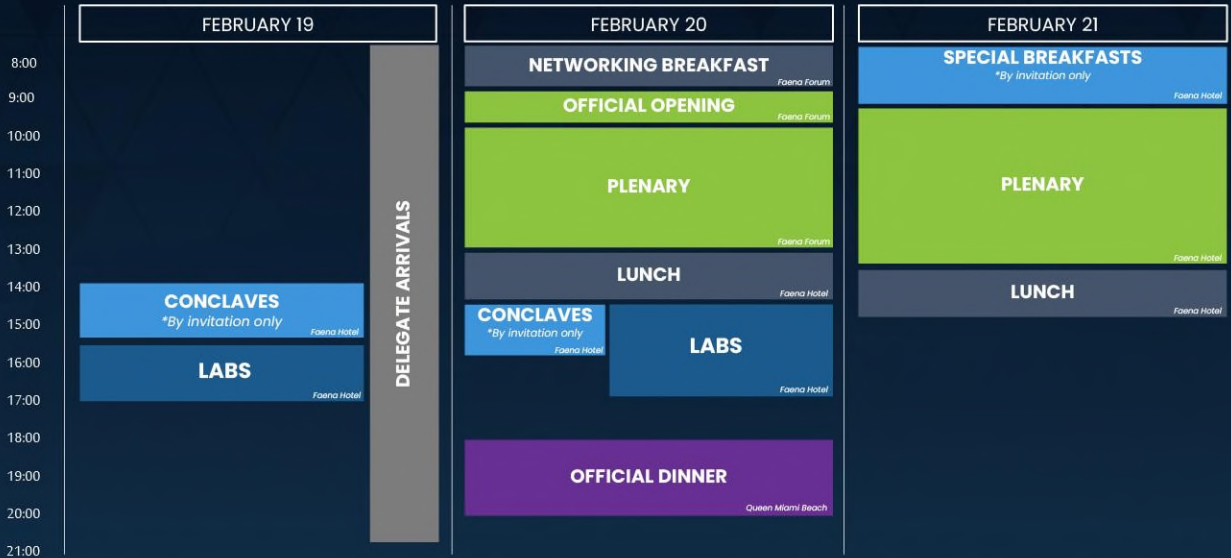 FEBRUARY 19
FEBRUARY 20
FEBRUARY 21
8:00
9:00
10:00
11:00
12:00
13:00
14:00
15:00
16:00
17:00
18:00
19:00
20:00
21:00
CONCLAVES
*By invitation only
Faena Hotel
LABS
Faena Hotel
DELEGATE ARRIVALS
NETWORKING BREAKFAST
Faena Forum
OFFICIAL OPENING
Faena Forum
PLENARY
Faena Forum
LUNCH
Faena Hotel
CONCLAVES
*By invitation only
Faena Hotel
LABS
Faena Hotel
OFFICIAL DINNER
Queen Miami Beach
SPECIAL BREAKFASTS
*By invitation only
Faena Hotel
PLENARY
Faena Hotel
LUNCH
Faena Hotel